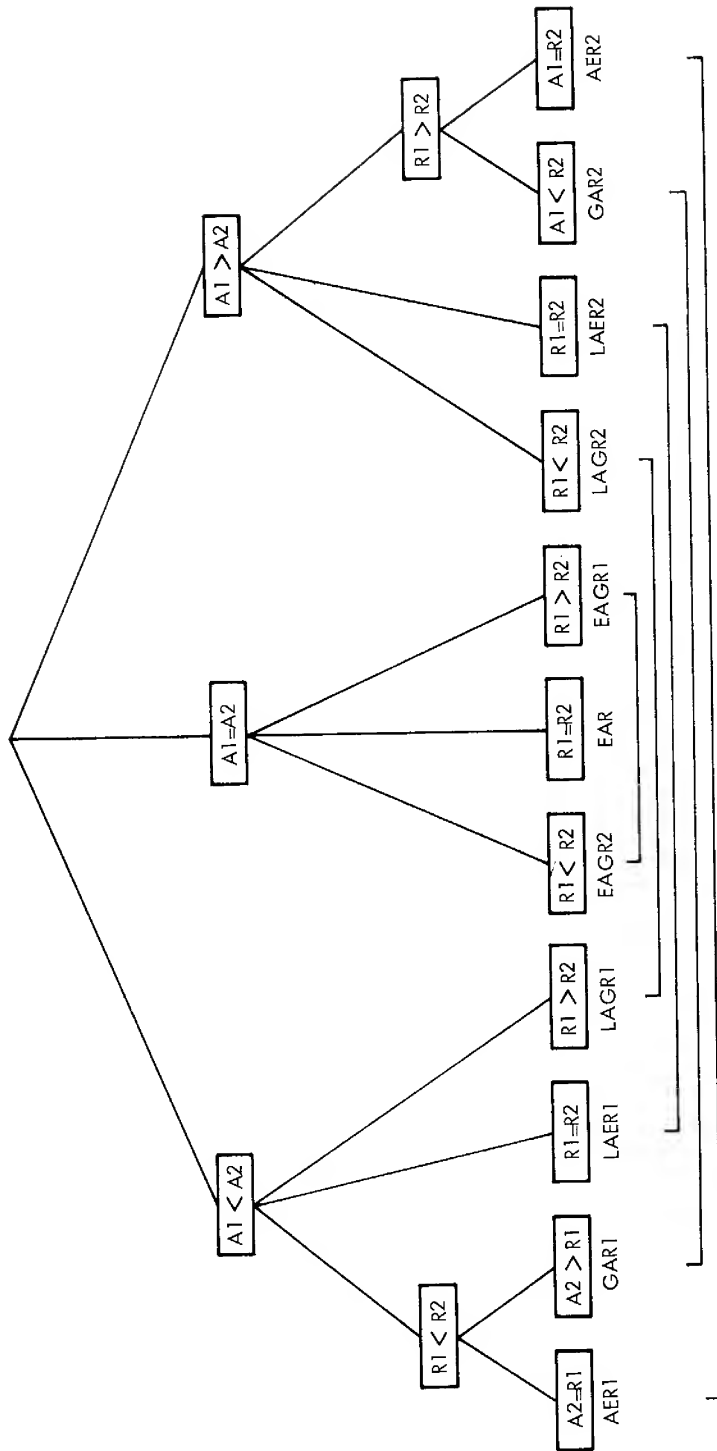 A1 < A2
A1=A2
A1 > A2
R1 < R2
R1 > R2
A2=R1
A2 > R1
R1=R2
R1 > R2
R1 < R2
R1=R2
R1 > R2
R1 < R2
R1=R2
A1 < R2
A1=R2
AER1
GAR1
LAER1
LAGR1
EAGR2
EAR
EAGR1
LAGR2
LAER2
GAR2
AER2